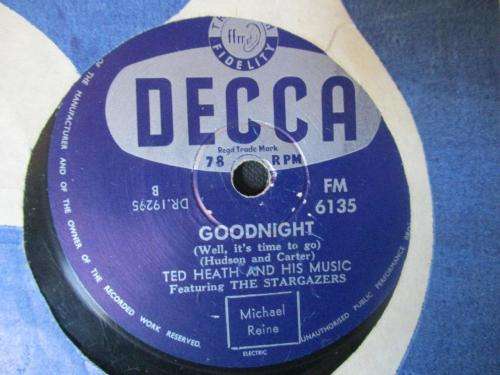 ffrr
FIDELITY
DECCA
Regd Trade Mark
78 RPM
DR.19295
B
FM
6135
GOODNIGHT
(Well, it's time to go)
(Hudson and Carter)
TED HEATH AND HIS MUSIC
Featuring THE STARGAZERS
Michael
Reine
ELECTRIC
OF THE MANUFACTURER AND OF THE OWNER OF THE RECORDED WORK RESERVED.
UNAUTHORISED PUBLIC PERFORMANCE